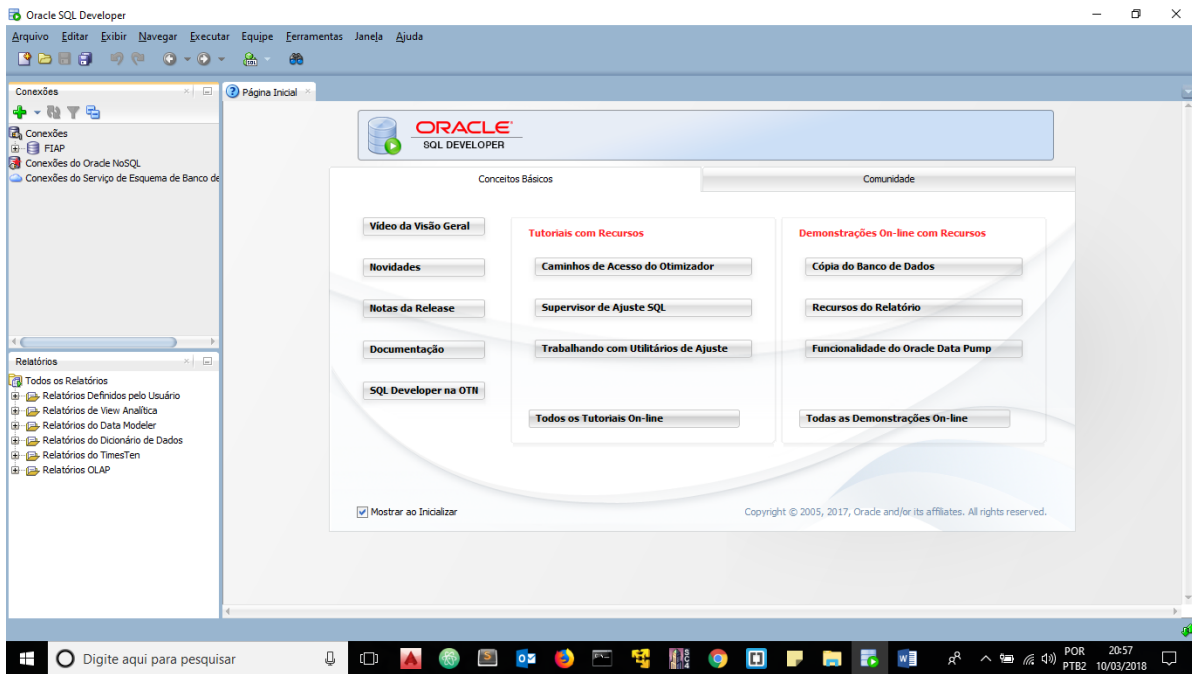 Oracle SQL Developer
Arquivo Editar Exibir Navegar Executar Equipe Ferramentas Janela Ajuda
Conexões
Página Inicial
Conexões
FIAP
Conexões do Oracle NoSQL
Conexões do Serviço de Esquema de Banco de
ORACLE
SQL DEVELOPER
Conceitos Básicos
Comunidade
Vídeo da Visão Geral
Novidades
Notas da Release
Documentação
SQL Developer na OTN
Tutoriais com Recursos
Caminhos de Acesso do Otimizador
Supervisor de Ajuste SQL
Trabalhando com Utilitários de Ajuste
Todos os Tutoriais On-line
Demonstrações On-line com Recursos
Cópia do Banco de Dados
Recursos do Relatório
Funcionalidade do Oracle Data Pump
Todas as Demonstrações On-line
Mostrar ao Inicializar
Copyright © 2005, 2017, Oracle and/or its affiliates. All rights reserved.
Relatórios
Todos os Relatórios
Relatórios Definidos pelo Usuário
Relatórios de View Analítica
Relatórios do Data Modeler
Relatórios do Dicionário de Dados
Relatórios do TimesTen
Relatórios OLAP
Digite aqui para pesquisar
POR
PTB2
20:57
10/03/2018